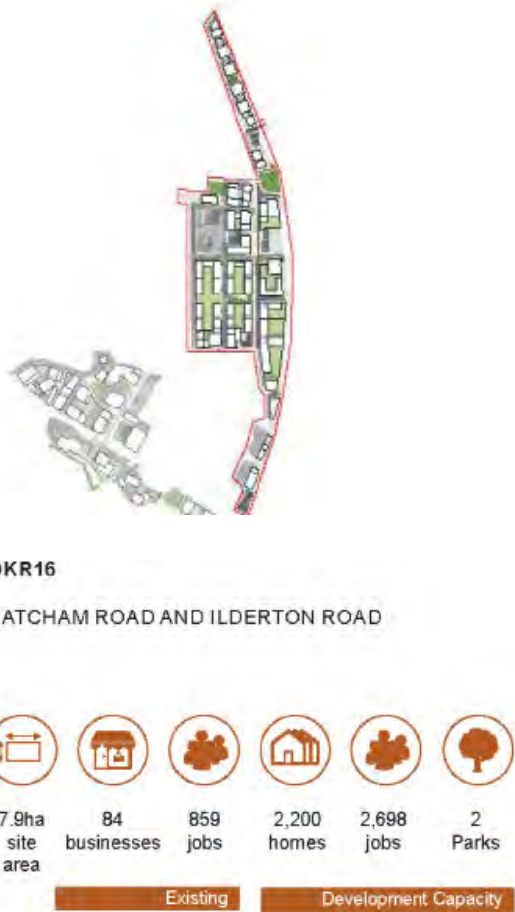 KR16
ATCHAM ROAD AND ILDERTON ROAD
7.9ha site area
84 businesses
859 jobs
2,200 homes
2,698 jobs
2 Parks
Existing
Development Capacity